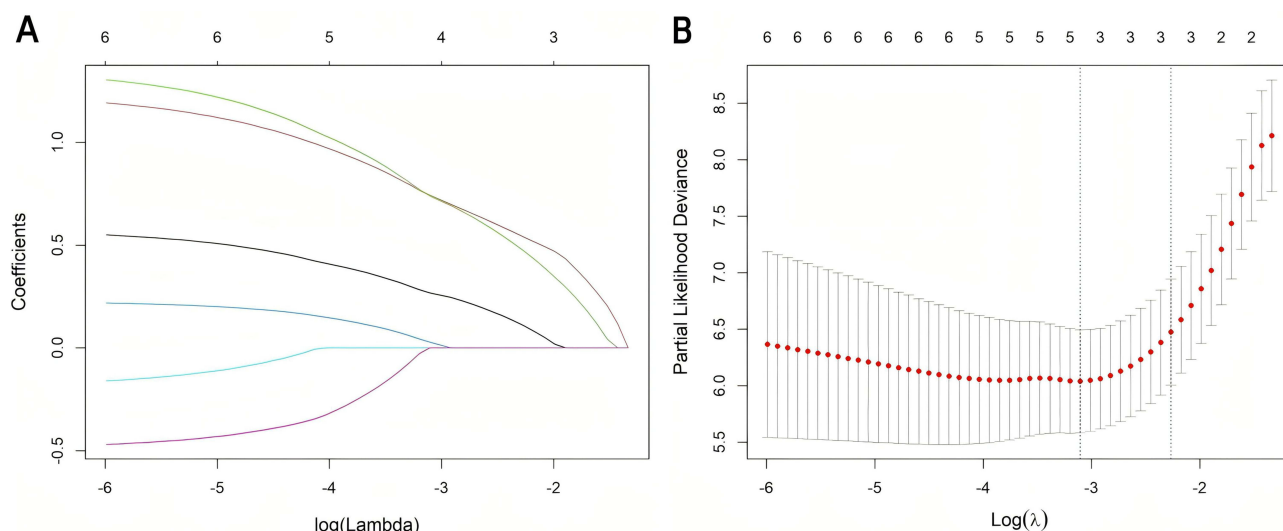 A
6 6 5 4 3
1.0
0.5
0.0
-0.5
Coefficients
-6 -5 -4 -3 -2
log(Lambda)
B
6 6 6 6 6 6 6 5 5 5 5 3 3 3 3 2 2
8.5
8.0
7.5
7.0
6.5
6.0
5.5
Partial Likelihood Deviance
-6 -5 -4 -3 -2
Log(λ)